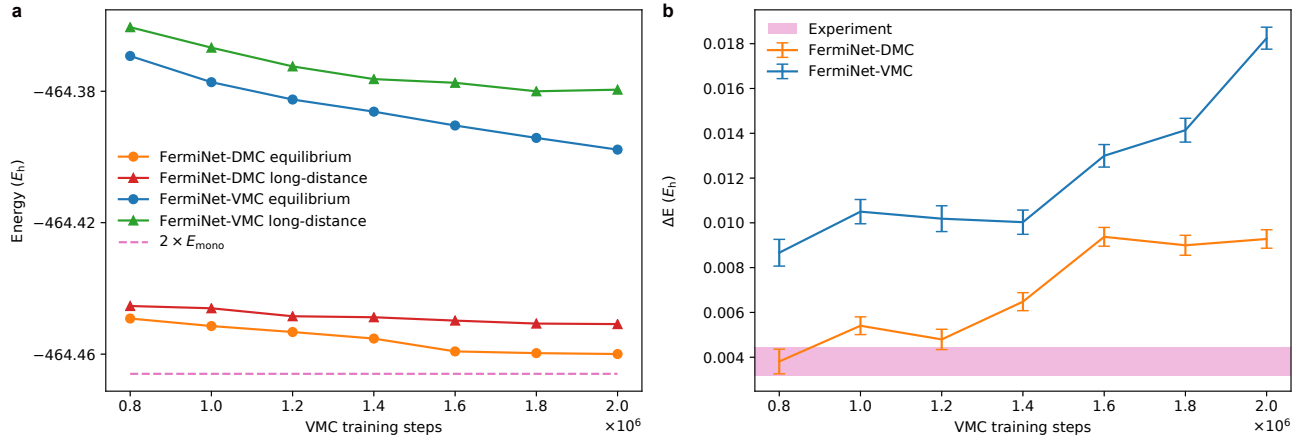 a
Energy (Eₕ)
−464.38
−464.42
−464.46
FermiNet-DMC equilibrium
FermiNet-DMC long-distance
FermiNet-VMC equilibrium
FermiNet-VMC long-distance
2 × E_mono
0.8 1.0 1.2 1.4 1.6 1.8 2.0
×10⁶
VMC training steps
b
ΔE (Eₕ)
0.018
0.016
0.014
0.012
0.010
0.008
0.006
0.004
Experiment
FermiNet-DMC
FermiNet-VMC
0.8 1.0 1.2 1.4 1.6 1.8 2.0
×10⁶
VMC training steps